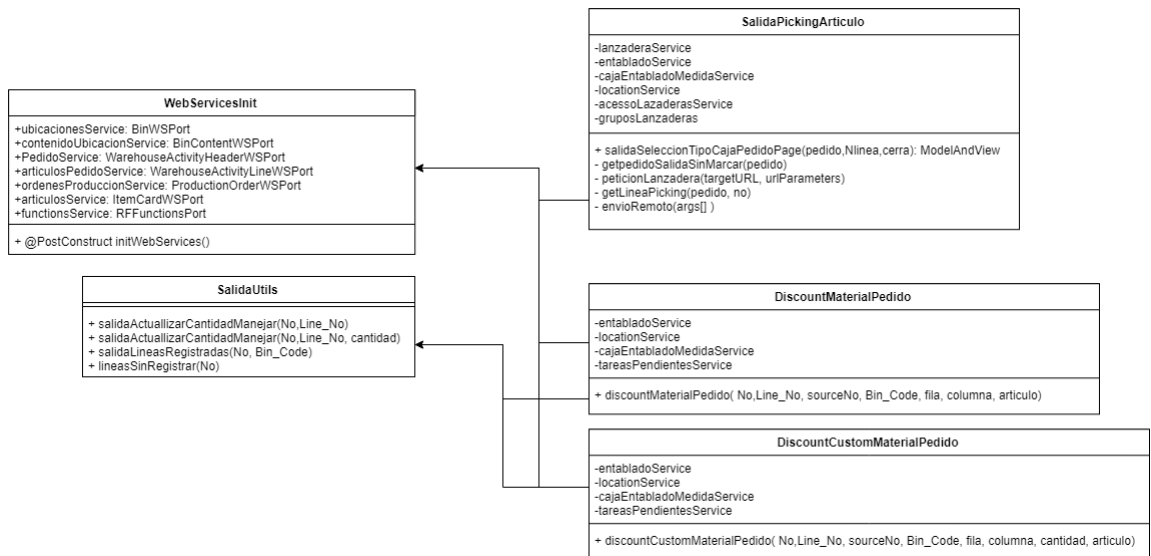 SalidaPickingArticulo
-lanzaderaService
-entabladoService
-cajaEntabladoMedidaService
-locationService
-acessoLazaderasService
-gruposLanzaderas
+ salidaSeleccionTipoCajaPedidoPage(pedido,Nlinea,cerra): ModelAndView
- getpedidoSalidaSinMarcar(pedido)
- peticionLanzadera(targetURL, urlParameters)
- getLineaPicking(pedido, no)
- envioRemoto(args[] )
WebServicesInit
+ubicacionesService: BinWSPort
+contenidoUbicacionService: BinContentWSPort
+PedidoService: WarehouseActivityHeaderWSPort
+articulosPedidoService: WarehouseActivityLineWSPort
+ordenesProduccionService: ProductionOrderWSPort
+articulosService: ItemCardWSPort
+functionsService: RFFunctionsPort
+ @PostConstruct initWebServices()
SalidaUtils
+ salidaActuallizarCantidadManejar(No,Line_No)
+ salidaActuallizarCantidadManejar(No,Line_No, cantidad)
+ salidaLineasRegistradas(No, Bin_Code)
+ lineasSinRegistrar(No)
DiscountMaterialPedido
-entabladoService
-locationService
-cajaEntabladoMedidaService
-tareasPendientesService
+ discountMaterialPedido( No,Line_No, sourceNo, Bin_Code, fila, columna, articulo)
DiscountCustomMaterialPedido
-entabladoService
-locationService
-cajaEntabladoMedidaService
-tareasPendientesService
+ discountCustomMaterialPedido( No,Line_No, sourceNo, Bin_Code, fila, columna, cantidad, articulo)